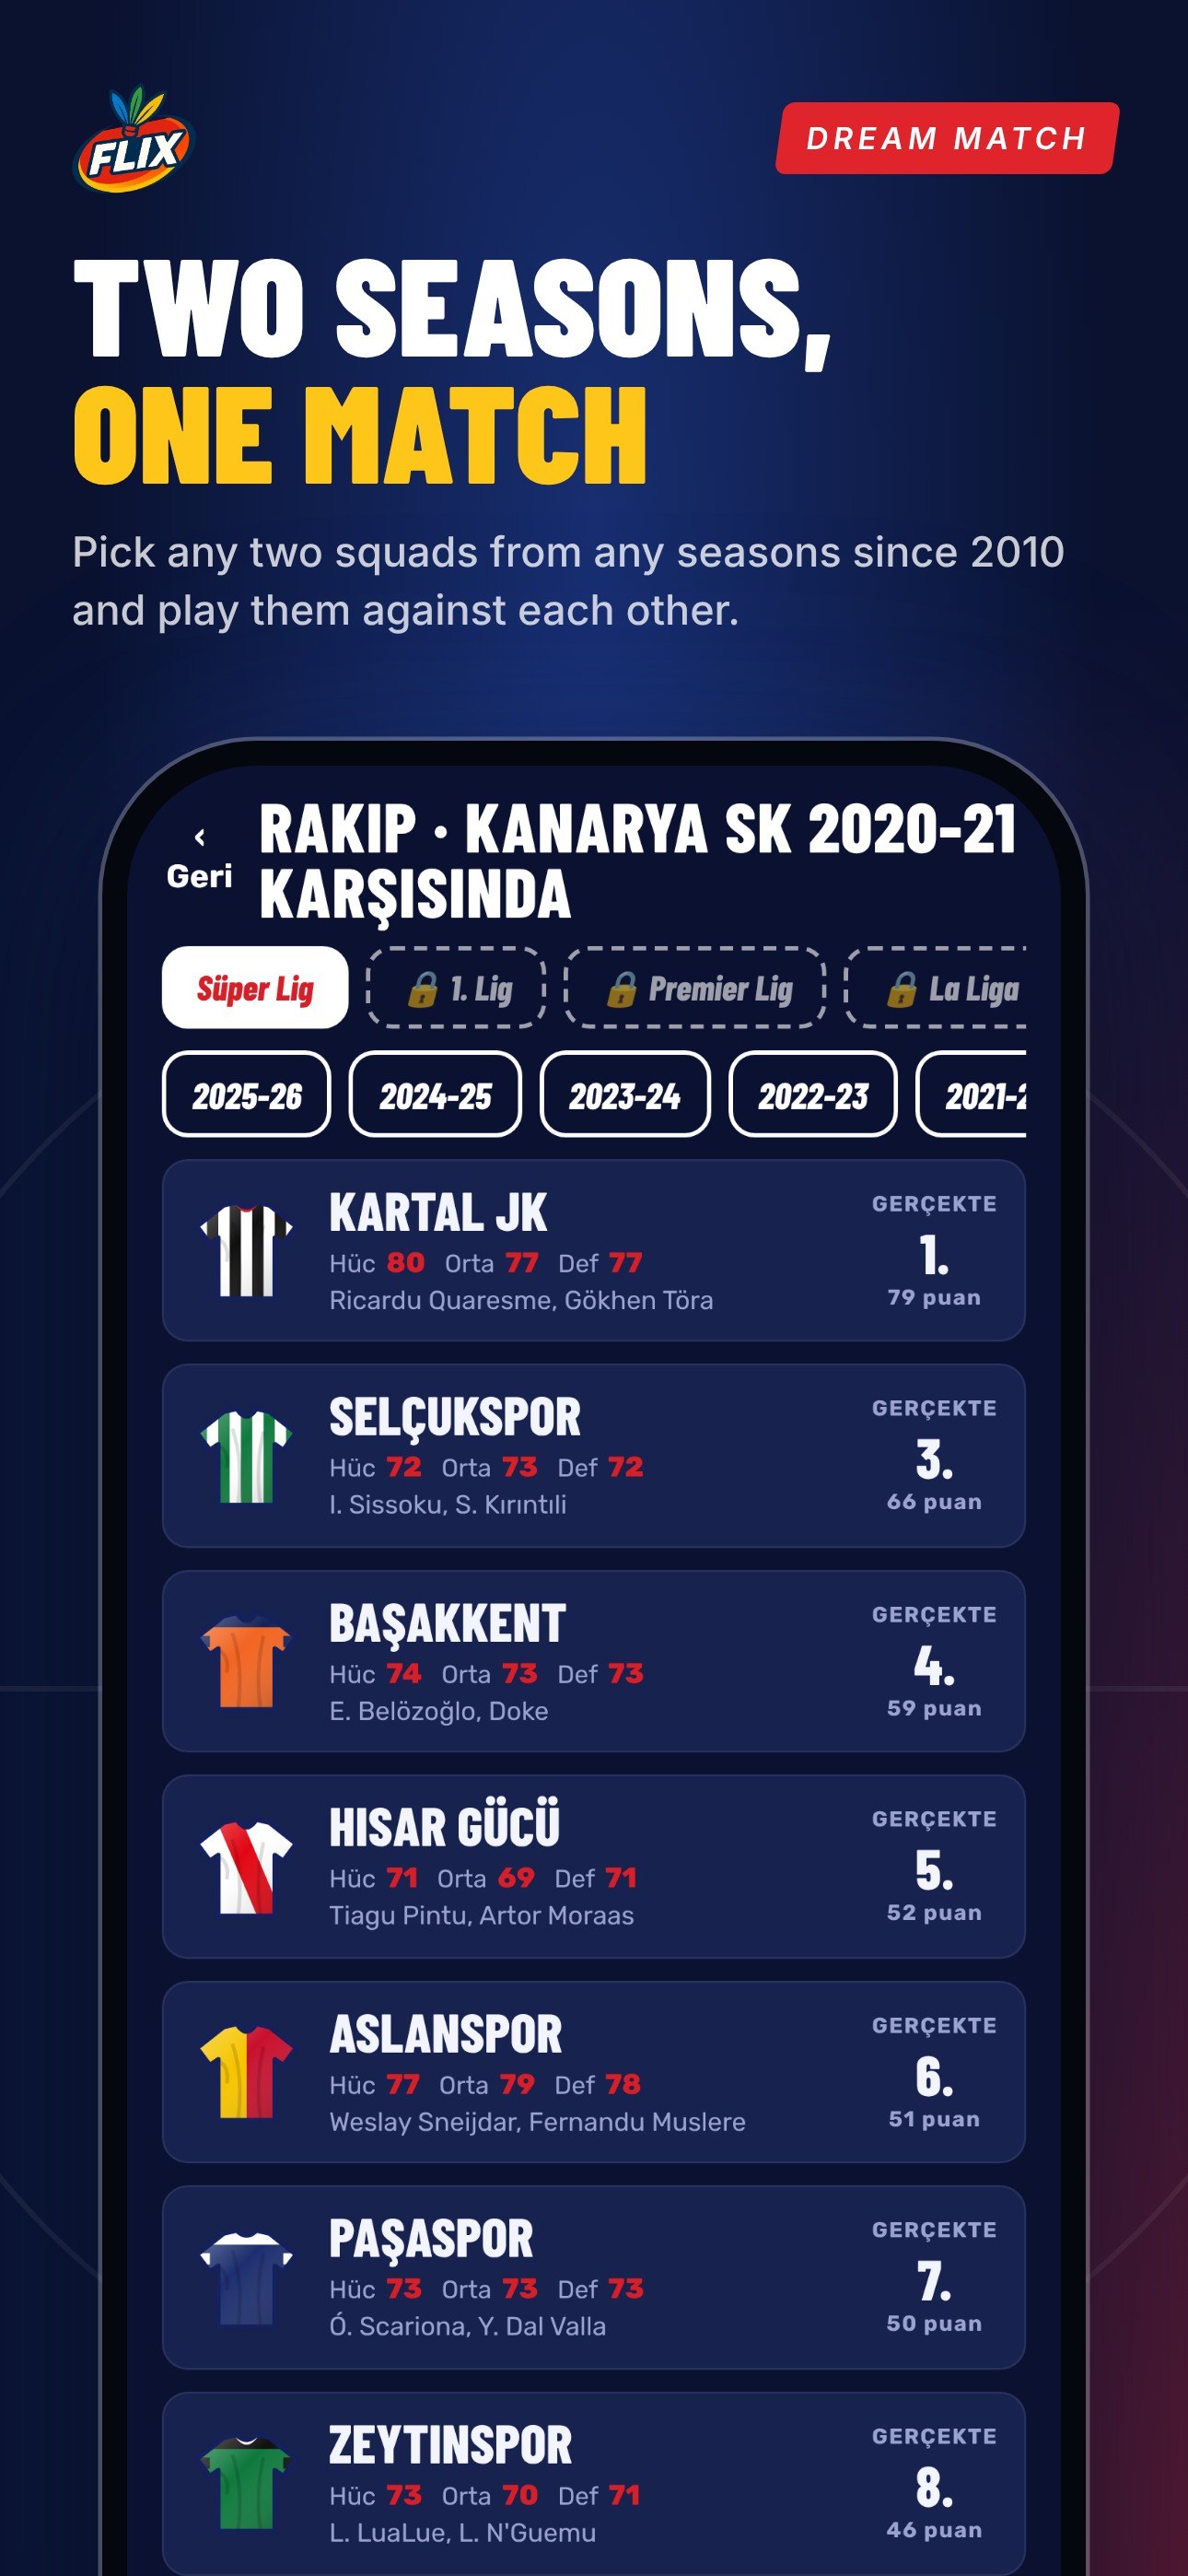 FLIX
DREAM MATCH
TWO SEASONS,
ONE MATCH
Pick any two squads from any seasons since 2010
and play them against each other.
‹
Geri
RAKIP · KANARYA SK 2020-21
KARŞISINDA
Süper Lig 🔒 1. Lig 🔒 Premier Lig 🔒 La Liga
2025-26 2024-25 2023-24 2022-23 2021-2
KARTAL JK
Hüc 80 Orta 77 Def 77
Ricardu Quaresme, Gökhen Töra
GERÇEKTE
1.
79 puan
SELÇUKSPOR
Hüc 72 Orta 73 Def 72
I. Sissoku, S. Kırıntıli
GERÇEKTE
3.
66 puan
BAŞAKKENT
Hüc 74 Orta 73 Def 73
E. Belözoğlo, Doke
GERÇEKTE
4.
59 puan
HISAR GÜCÜ
Hüc 71 Orta 69 Def 71
Tiagu Pintu, Artor Moraas
GERÇEKTE
5.
52 puan
ASLANSPOR
Hüc 77 Orta 79 Def 78
Weslay Sneijdar, Fernandu Muslere
GERÇEKTE
6.
51 puan
PAŞASPOR
Hüc 73 Orta 73 Def 73
Ó. Scariona, Y. Dal Valla
GERÇEKTE
7.
50 puan
ZEYTINSPOR
Hüc 73 Orta 70 Def 71
L. LuaLue, L. N'Guemu
GERÇEKTE
8.
46 puan